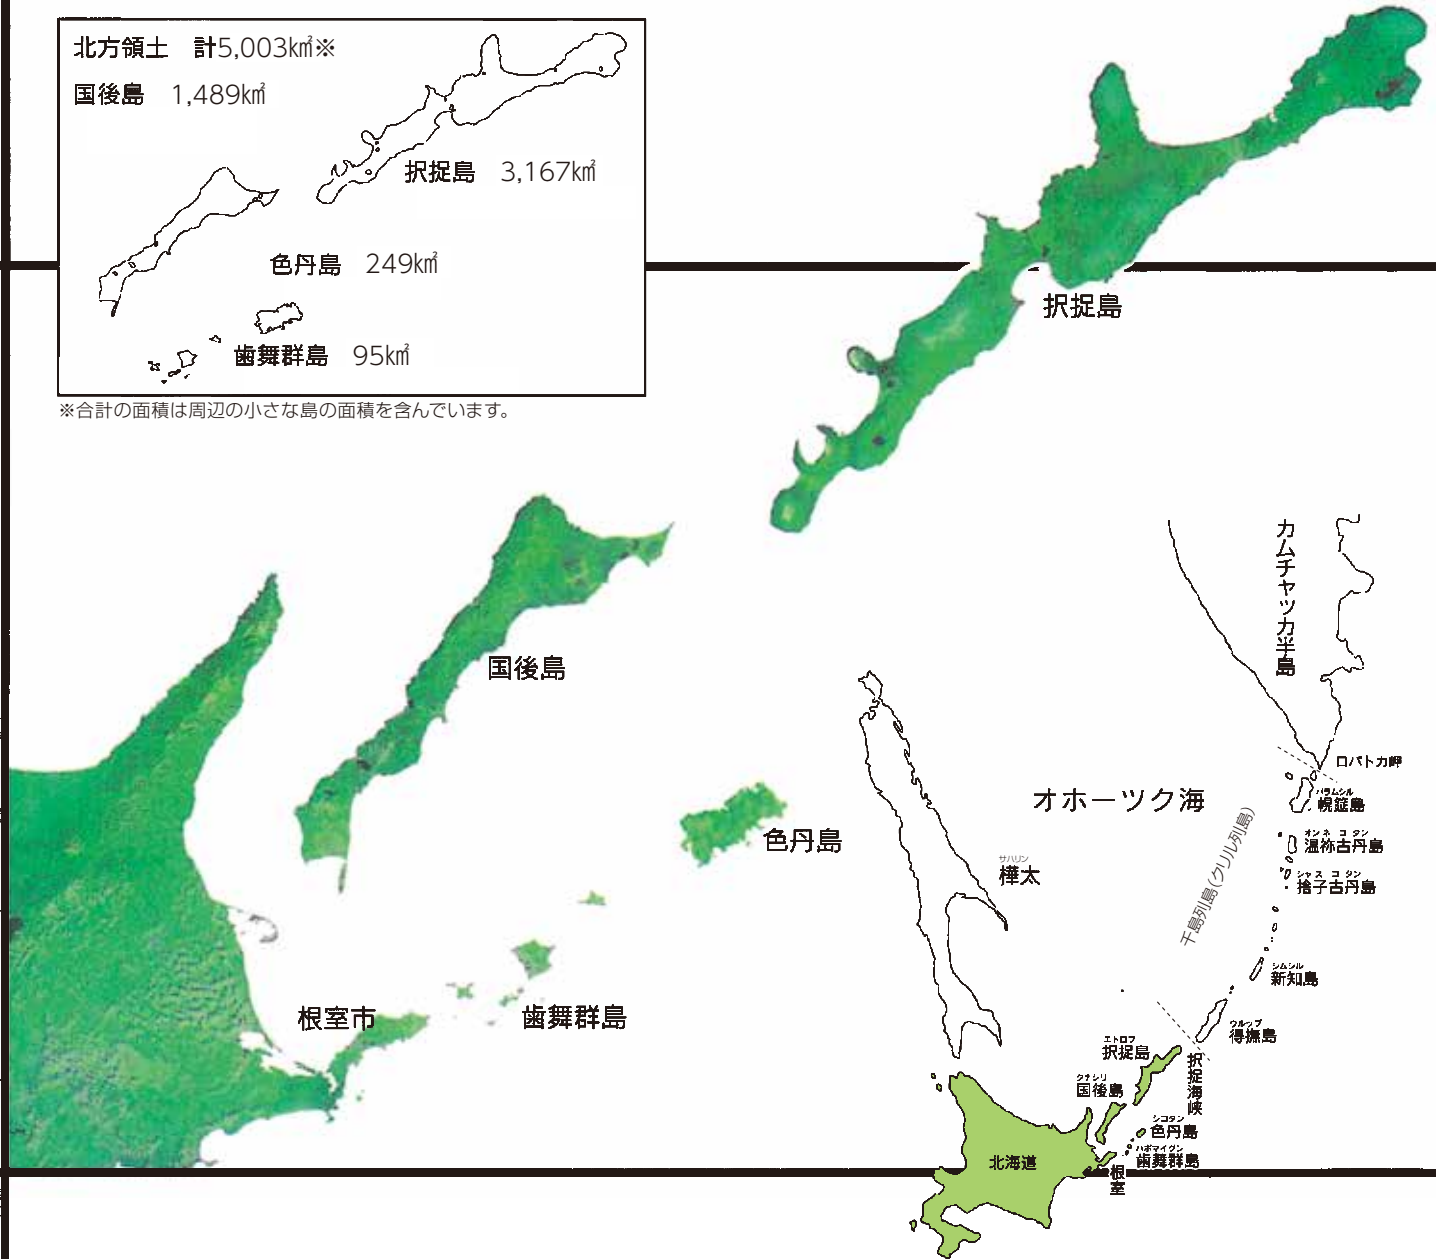 北方領土 計5,003k㎡※
国後島 1,489k㎡
択捉島 3,167k㎡
色丹島 249k㎡
歯舞群島 95k㎡
※合計の面積は周辺の小さな島の面積を含んでいます。
択捉島
国後島
色丹島
根室市
歯舞群島
カムチャッカ半島
ロパトカ岬
オホーツク海
パラムシル
幌筵島
オンネコタン
温祢古丹島
シャスコタン
捨子古丹島
千島列島(クリル列島)
サハリン
樺太
シムシル
新知島
ウルップ
得撫島
エトロフ
択捉島
択捉海峡
クナシリ
国後島
シコタン
色丹島
ハボマイグン
歯舞群島
北海道
根室